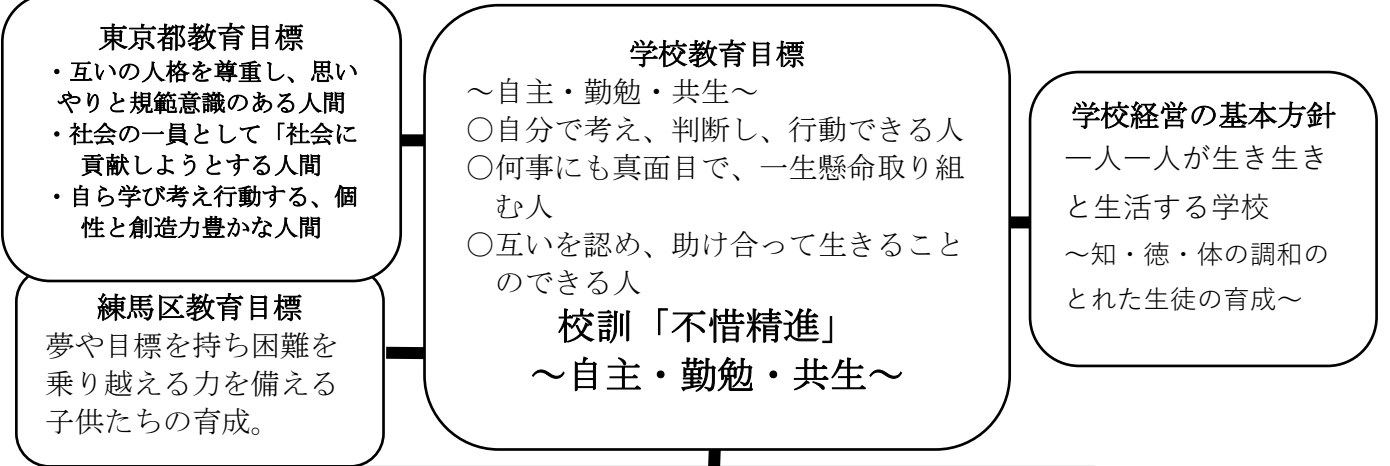 東京都教育目標
・互いの人格を尊重し、思い
やりと規範意識のある人間
・社会の一員として「社会に
貢献しようとする人間
・自ら学び考え行動する、個
性と創造力豊かな人間
練馬区教育目標
夢や目標を持ち困難を
乗り越える力を備える
子供たちの育成。
学校教育目標
～自主・勤勉・共生～
○自分で考え、判断し、行動できる人
○何事にも真面目で、一生懸命取り組
む人
○互いを認め、助け合って生きること
のできる人
校訓「不惜精進」
～自主・勤勉・共生～
学校経営の基本方針
一人一人が生き生き
と生活する学校
～知・徳・体の調和の
とれた生徒の育成～